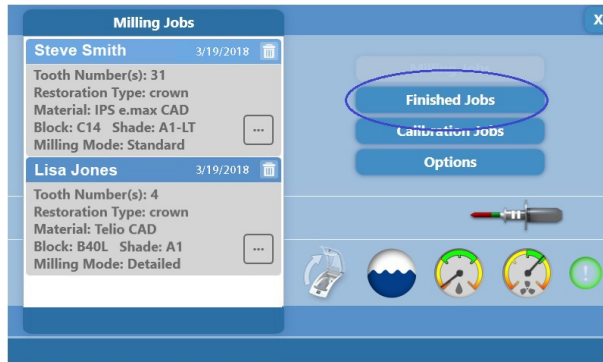 Milling Jobs
X
Steve Smith 3/19/2018
Tooth Number(s): 31
Restoration Type: crown
Material: IPS e.max CAD
Block: C14 Shade: A1-LT
Milling Mode: Standard
...
Lisa Jones 3/19/2018
Tooth Number(s): 4
Restoration Type: crown
Material: Telio CAD
Block: B40L Shade: A1
Milling Mode: Detailed
...
Milling Jobs
Finished Jobs
Calibration Jobs
Options
!